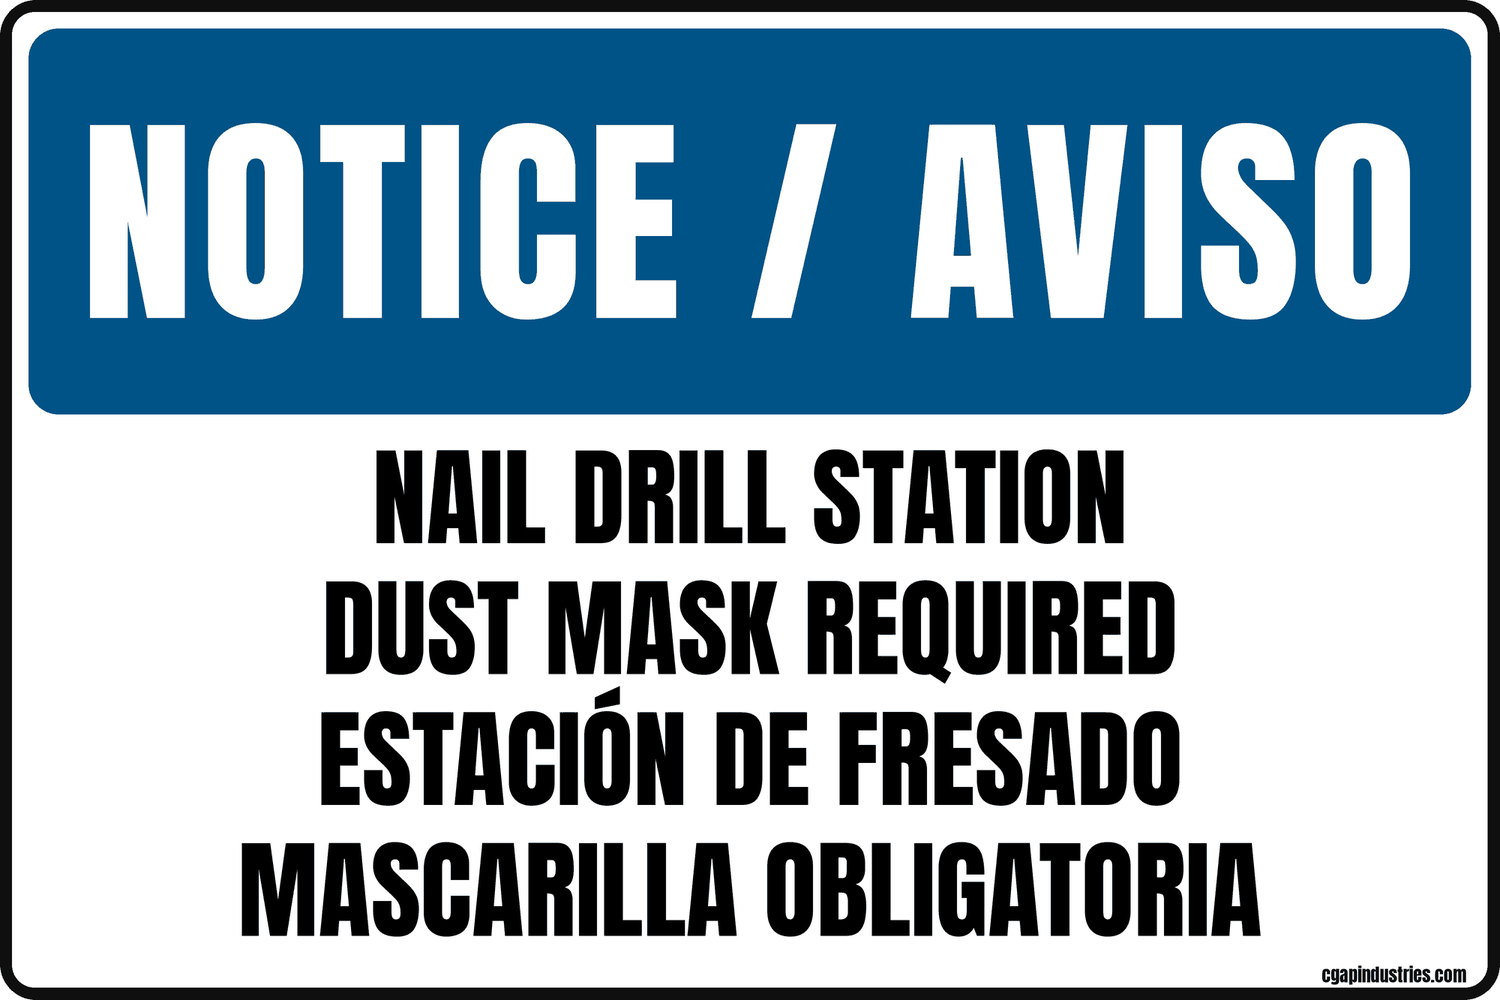 NOTICE / AVISO
NAIL DRILL STATION
DUST MASK REQUIRED
ESTACIÓN DE FRESADO
MASCARILLA OBLIGATORIA
cgapindustries.com